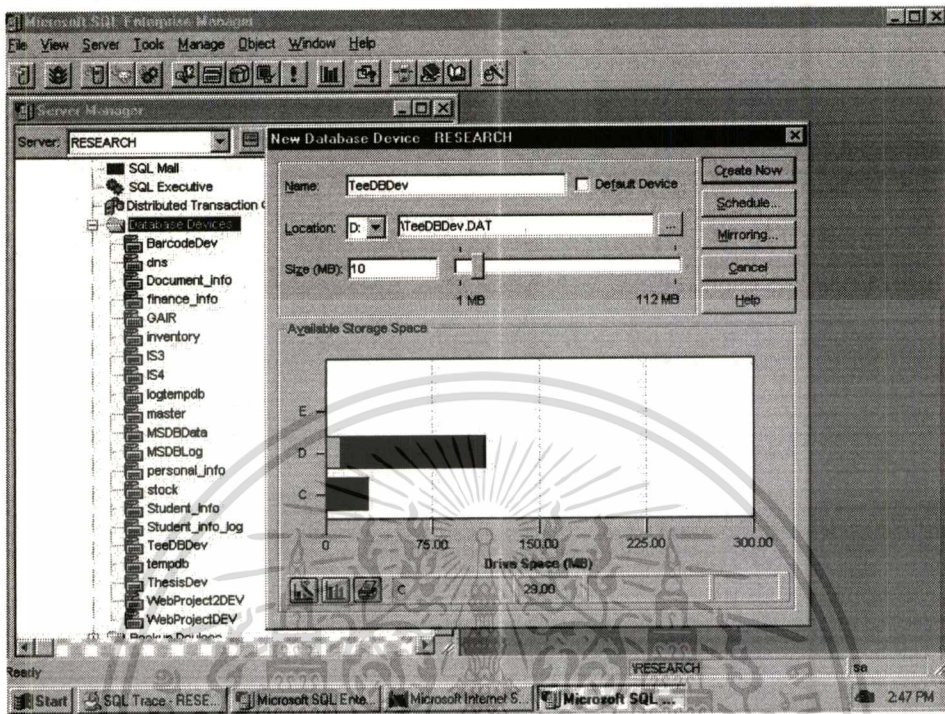 Microsoft SQL Enterprise Manager
File View Server Tools Manage Object Window Help
Server Manager
Server: RESEARCH
SQL Mail
SQL Executive
Distributed Transaction
Database Devices
BarcodeDev
dns
Document_info
finance_info
GAIR
inventory
IS3
IS4
logtempdb
master
MSDBData
MSDBLog
personal_info
stock
Student_info
Student_info_log
TeeDBDev
tempdb
ThesisDev
WebProject2DEV
WebProjectDEV
Backup Devices
New Database Device - RESEARCH
Name: TeeDBDev
Default Device
Location: D: \TeeDBDev.DAT ...
Size (MB): 10
1 MB 112 MB
Create Now
Schedule...
Mirroring...
Cancel
Help
Available Storage Space
E
D
C
0 75.00 150.00 225.00 300.00
Drive Space (MB)
C 29.00
Ready \RESEARCH sa
Start SQL Trace - RESE... Microsoft SQL Ente... Microsoft Internet S... Microsoft SQL ... 2:47 PM